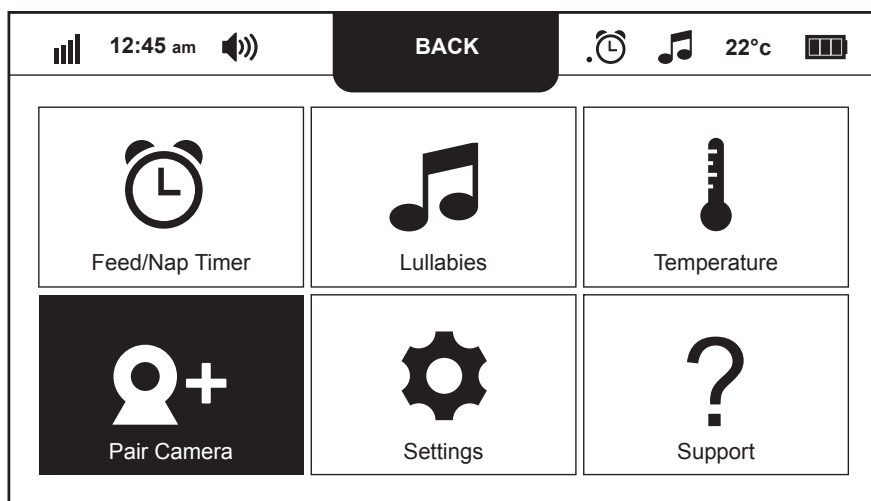 12:45 am BACK 22°c
Feed/Nap Timer Lullabies Temperature
Pair Camera Settings Support